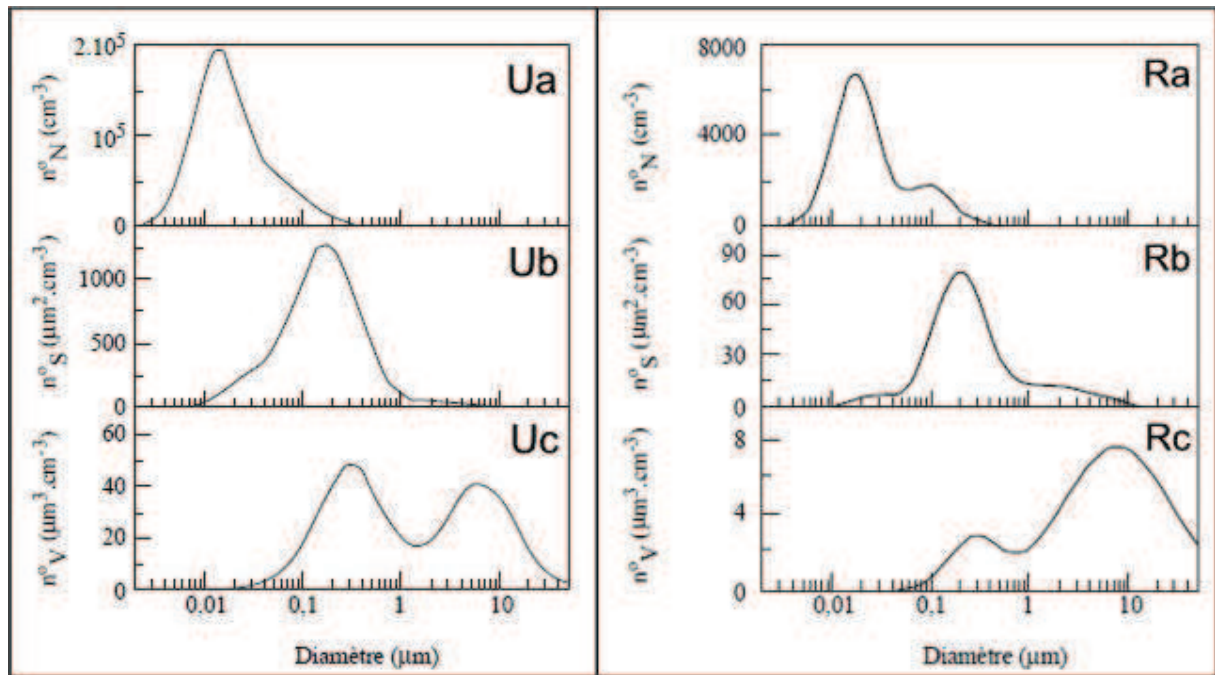 Ua
n°N (cm-3)
2.10⁵
10⁵
0
Ub
n°S (µm².cm-3)
1000
500
0
Uc
n°V (µm³.cm-3)
60
40
20
0
0,01 0,1 1 10
Diamètre (µm)
Ra
n°N (cm-3)
8000
4000
0
Rb
n°S (µm².cm-3)
90
60
30
0
Rc
n°V (µm³.cm-3)
8
4
0
0,01 0,1 1 10
Diamètre (µm)